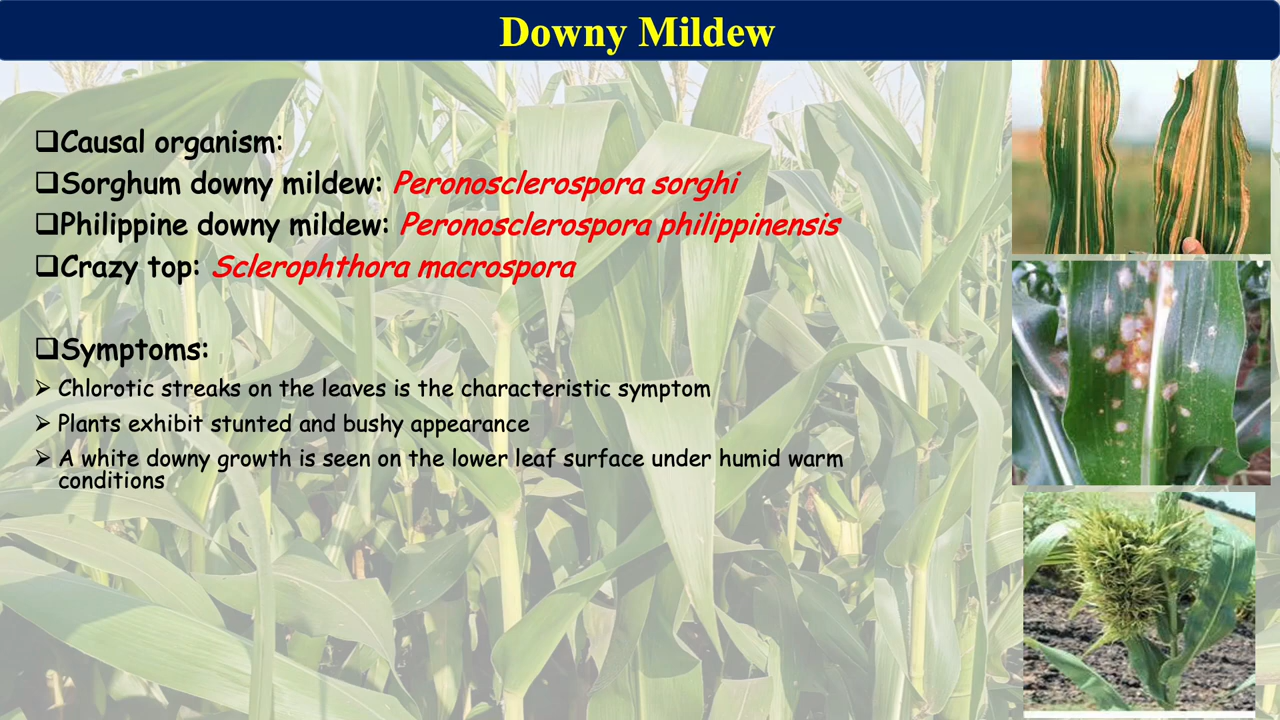 Downy Mildew
❑Causal organism:
❑Sorghum downy mildew: Peronosclerospora sorghi
❑Philippine downy mildew: Peronosclerospora philippinensis
❑Crazy top: Sclerophthora macrospora
❑Symptoms:
➢ Chlorotic streaks on the leaves is the characteristic symptom
➢ Plants exhibit stunted and bushy appearance
➢ A white downy growth is seen on the lower leaf surface under humid warm
conditions